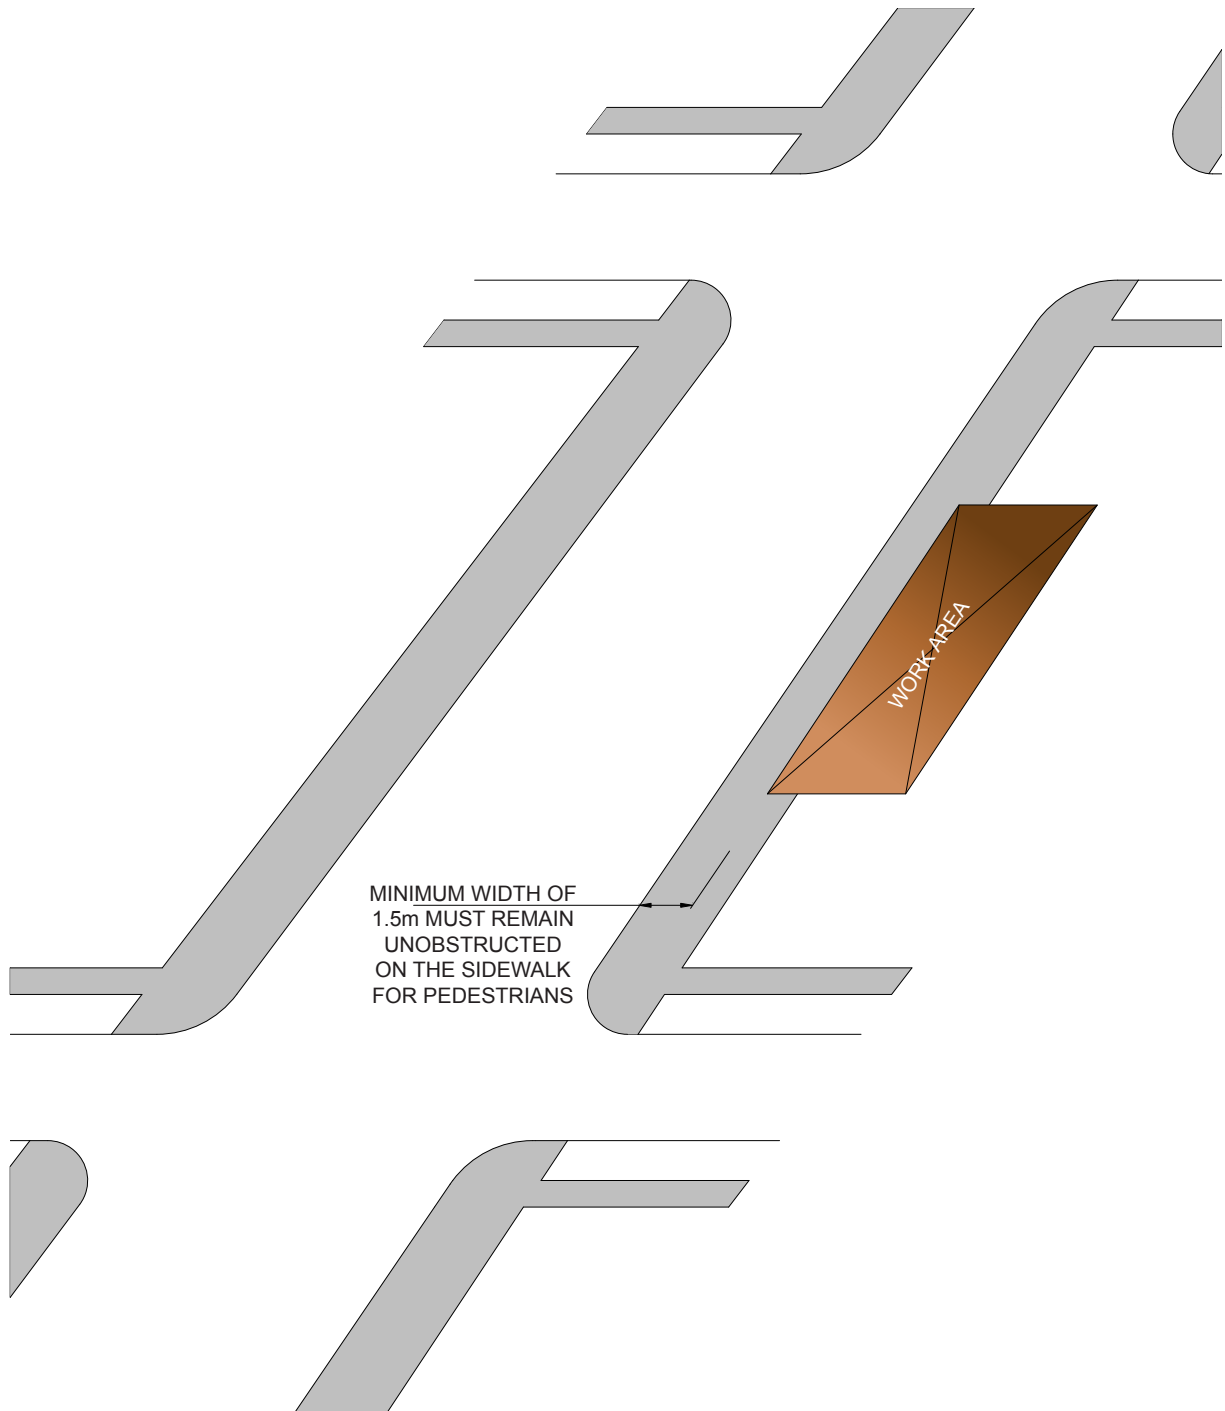 WORK AREA
MINIMUM WIDTH OF
1.5m MUST REMAIN
UNOBSTRUCTED
ON THE SIDEWALK
FOR PEDESTRIANS